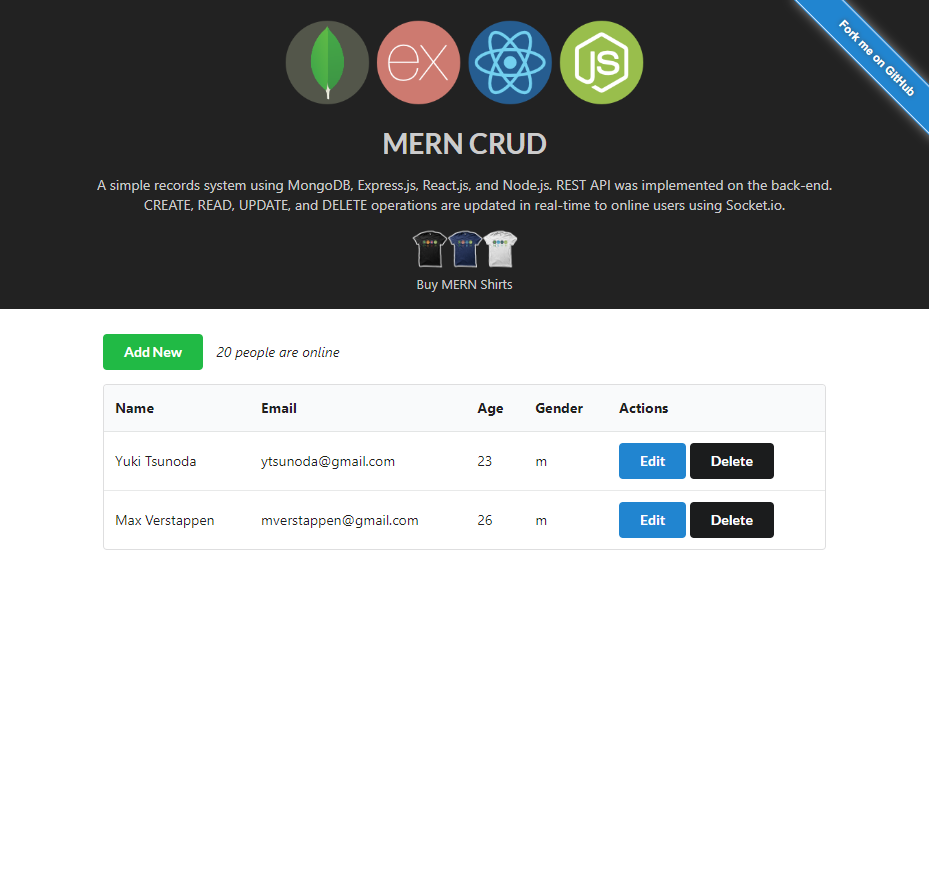 Fork me on GitHub
ex
JS
MERN CRUD
A simple records system using MongoDB, Express.js, React.js, and Node.js. REST API was implemented on the back-end.
CREATE, READ, UPDATE, and DELETE operations are updated in real-time to online users using Socket.io.
Buy MERN Shirts
Add New 20 people are online
Name Email Age Gender Actions
Yuki Tsunoda ytsunoda@gmail.com 23 m Edit Delete
Max Verstappen mverstappen@gmail.com 26 m Edit Delete